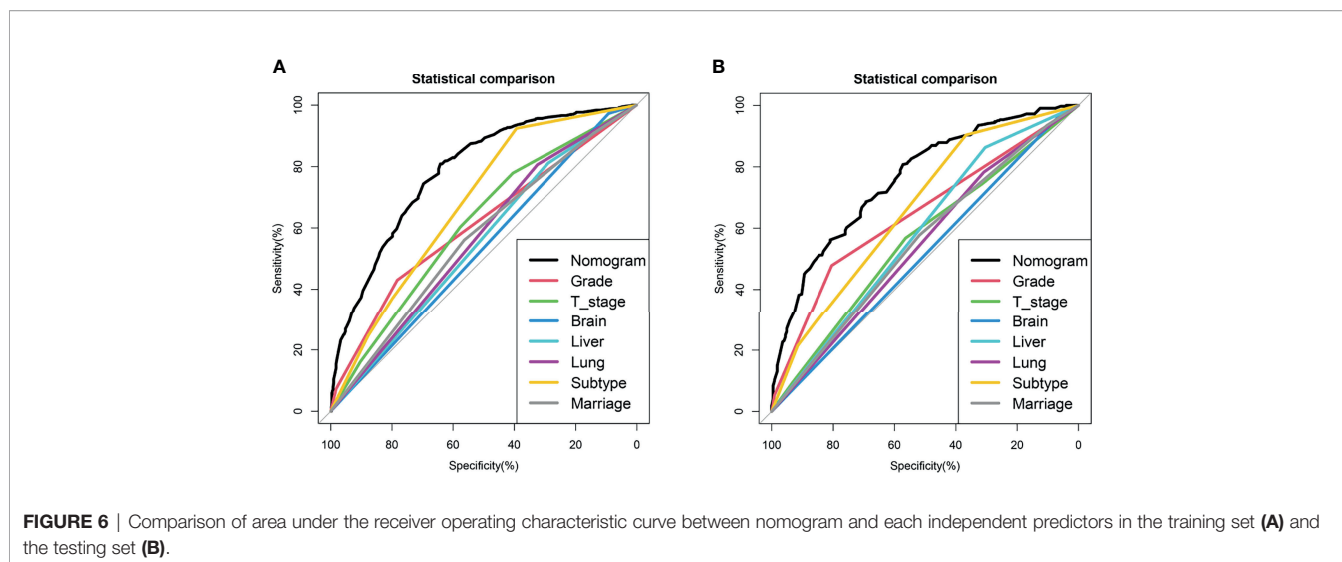 A
Statistical comparison
Sensitivity(%)
100
80
60
40
20
0
Nomogram
Grade
T_stage
Brain
Liver
Lung
Subtype
Marriage
100 80 60 40 20 0
Specificity(%)
B
Statistical comparison
Sensitivity(%)
100
80
60
40
20
0
Nomogram
Grade
T_stage
Brain
Liver
Lung
Subtype
Marriage
100 80 60 40 20 0
Specificity(%)
FIGURE 6 | Comparison of area under the receiver operating characteristic curve between nomogram and each independent predictors in the training set (A) and
the testing set (B).